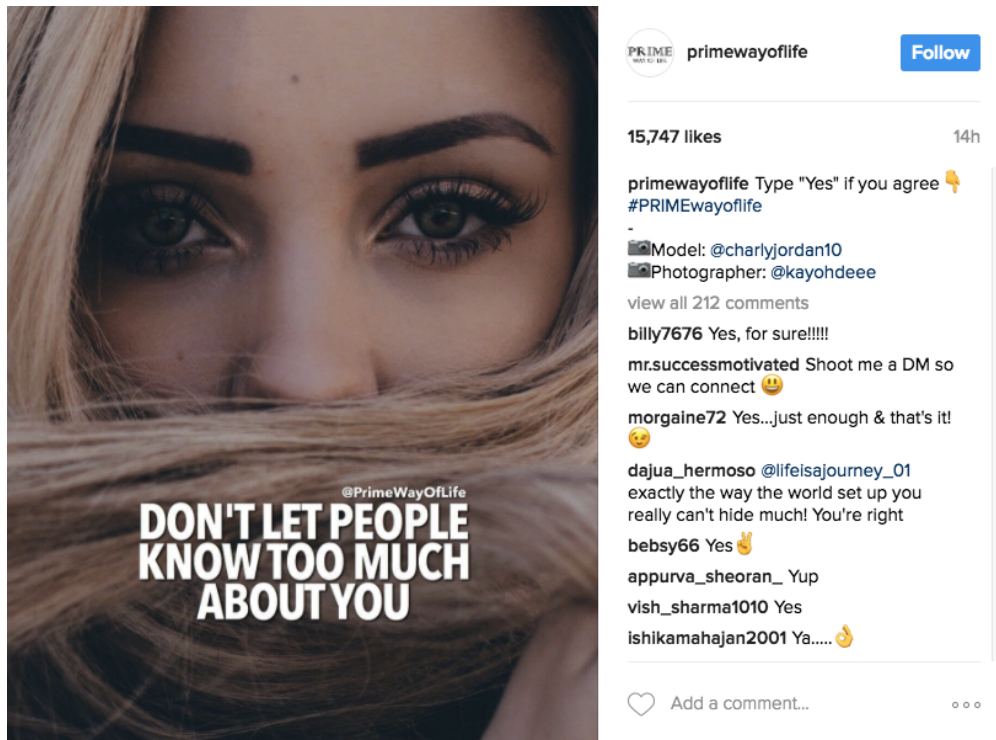 @PrimeWayOfLife
DON'T LET PEOPLE
KNOW TOO MUCH
ABOUT YOU
PRIME
WAY OF LIFE
primewayoflife
Follow
15,747 likes
14h
primewayoflife Type "Yes" if you agree 👇
#PRIMEwayoflife
-
📷Model: @charlyjordan10
📷Photographer: @kayohdeee
view all 212 comments
billy7676 Yes, for sure!!!!!
mr.successmotivated Shoot me a DM so
we can connect 😃
morgaine72 Yes...just enough & that's it!
😉
dajua_hermoso @lifeisajourney_01
exactly the way the world set up you
really can't hide much! You're right
bebsy66 Yes✌
appurva_sheoran_ Yup
vish_sharma1010 Yes
ishikamahajan2001 Ya.....👌
Add a comment...